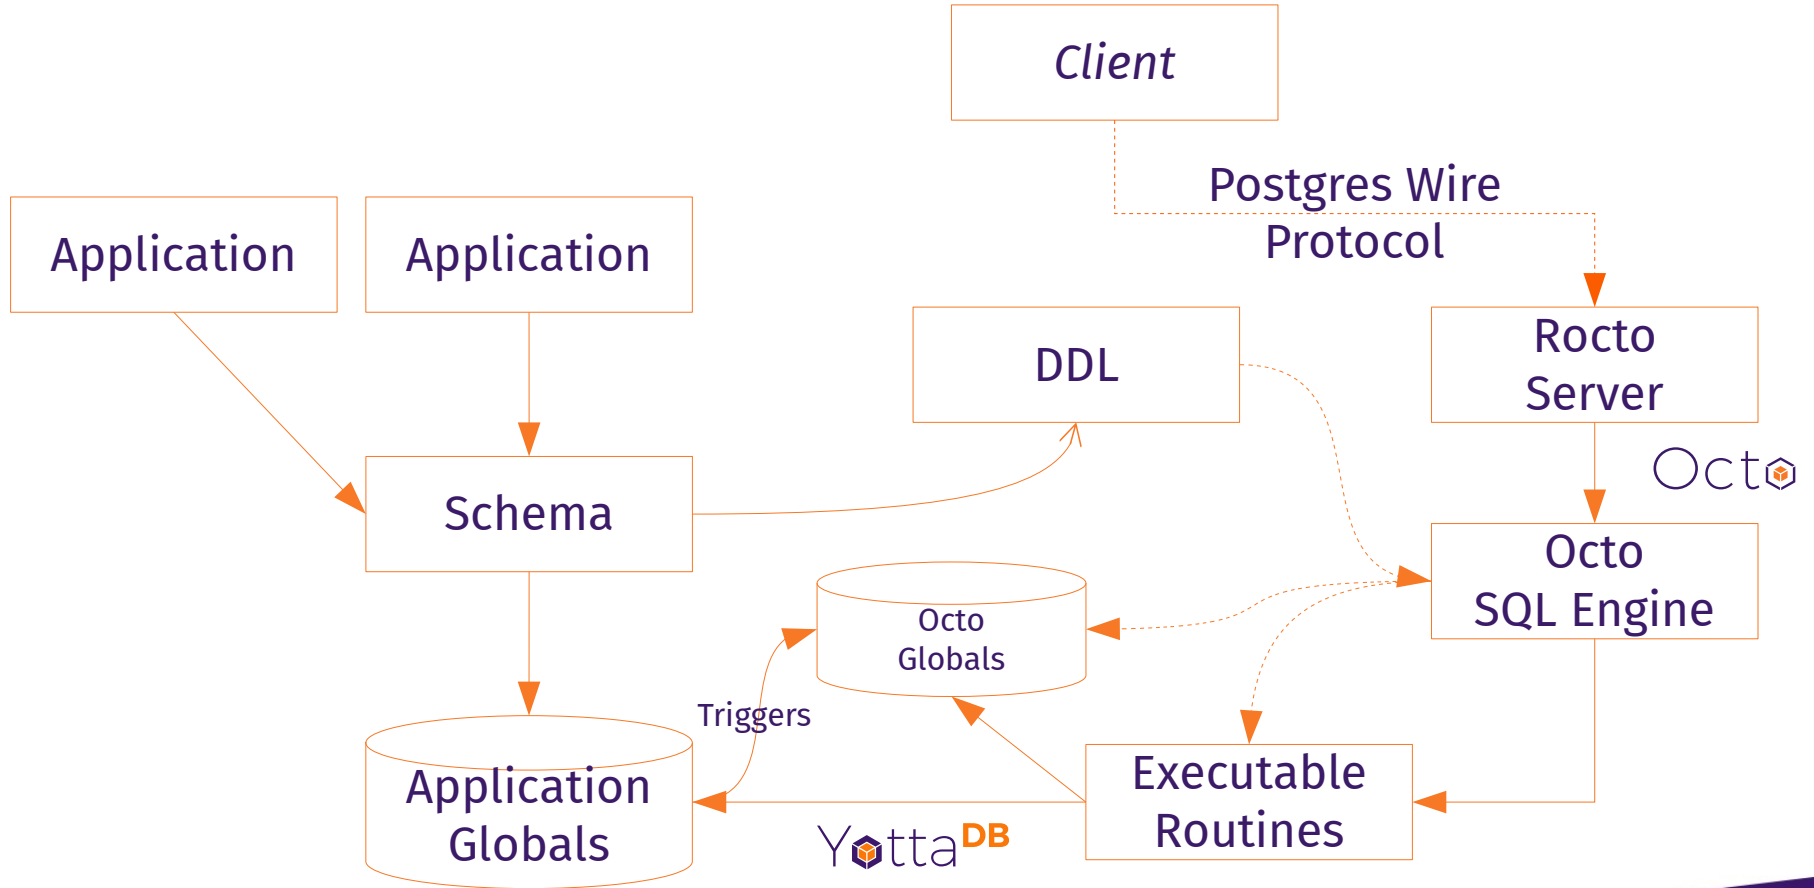 Client
Postgres Wire
Protocol
Application
Application
DDL
Rocto
Server
Octo
Schema
Octo
SQL Engine
Octo
Globals
Triggers
Application
Globals
Executable
Routines
YottaDB